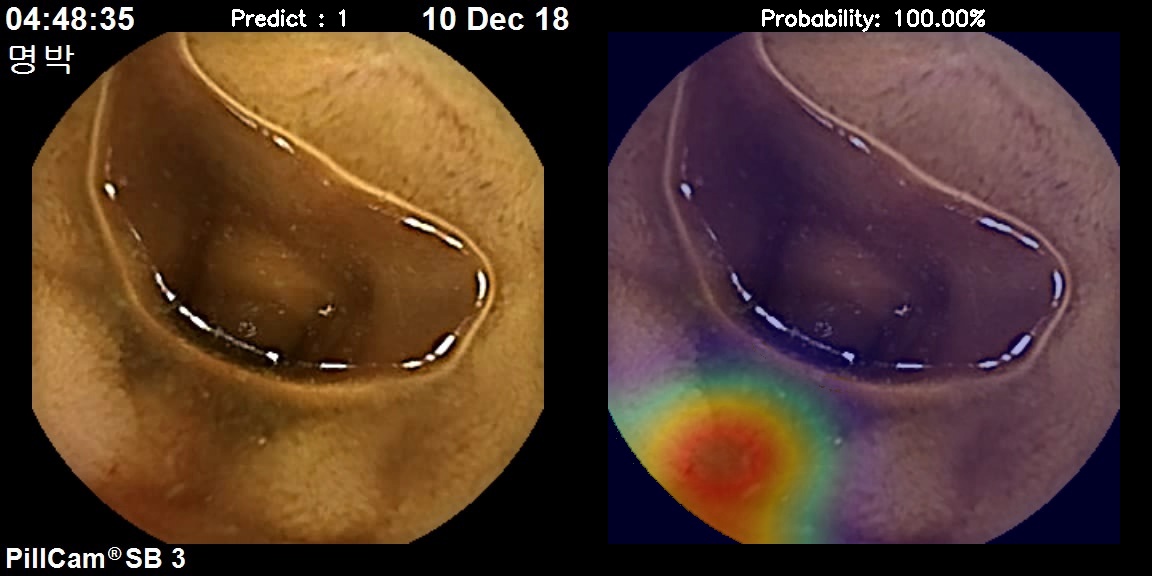 04:48:35
Predict : 1
10 Dec 18
Probability: 100.00%
명박
PillCam® SB 3